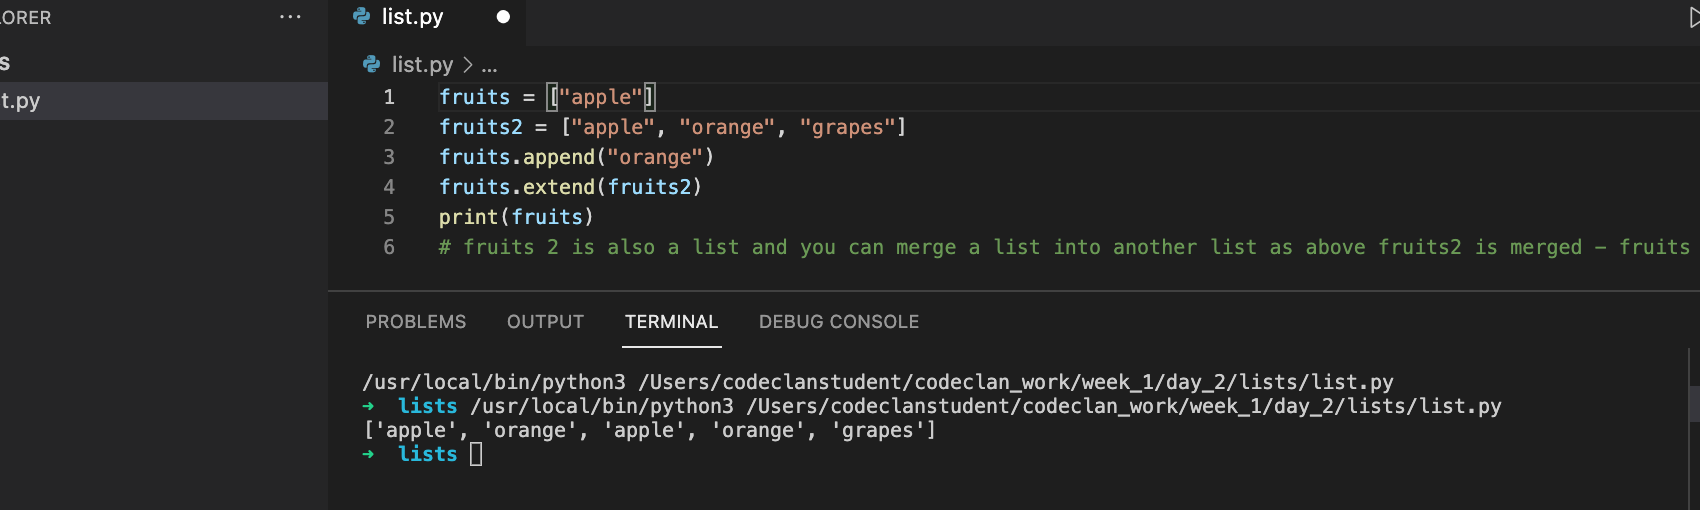 ORER ...
list.py
s
list.py > ...
t.py
1 fruits = ["apple"]
2 fruits2 = ["apple", "orange", "grapes"]
3 fruits.append("orange")
4 fruits.extend(fruits2)
5 print(fruits)
6 # fruits 2 is also a list and you can merge a list into another list as above fruits2 is merged - fruits
PROBLEMS OUTPUT TERMINAL DEBUG CONSOLE
/usr/local/bin/python3 /Users/codeclanstudent/codeclan_work/week_1/day_2/lists/list.py
→ lists /usr/local/bin/python3 /Users/codeclanstudent/codeclan_work/week_1/day_2/lists/list.py
['apple', 'orange', 'apple', 'orange', 'grapes']
→ lists